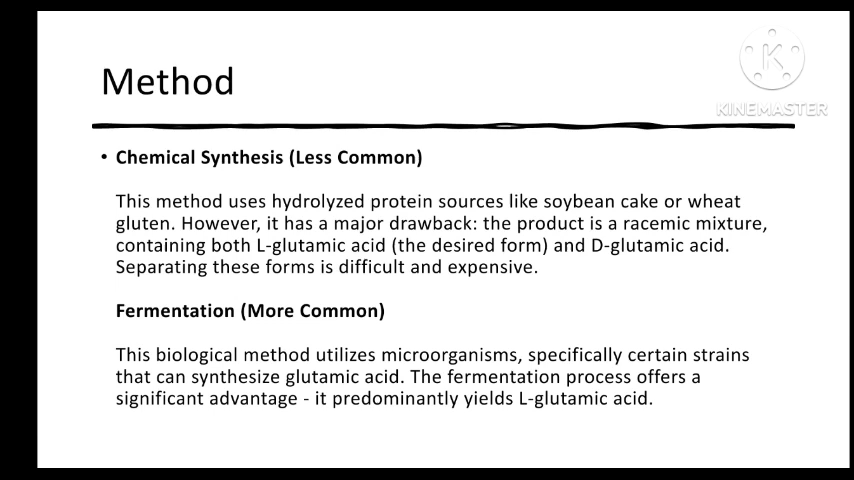 Method
KINEMASTER
• Chemical Synthesis (Less Common)
This method uses hydrolyzed protein sources like soybean cake or wheat
gluten. However, it has a major drawback: the product is a racemic mixture,
containing both L-glutamic acid (the desired form) and D-glutamic acid.
Separating these forms is difficult and expensive.
Fermentation (More Common)
This biological method utilizes microorganisms, specifically certain strains
that can synthesize glutamic acid. The fermentation process offers a
significant advantage - it predominantly yields L-glutamic acid.